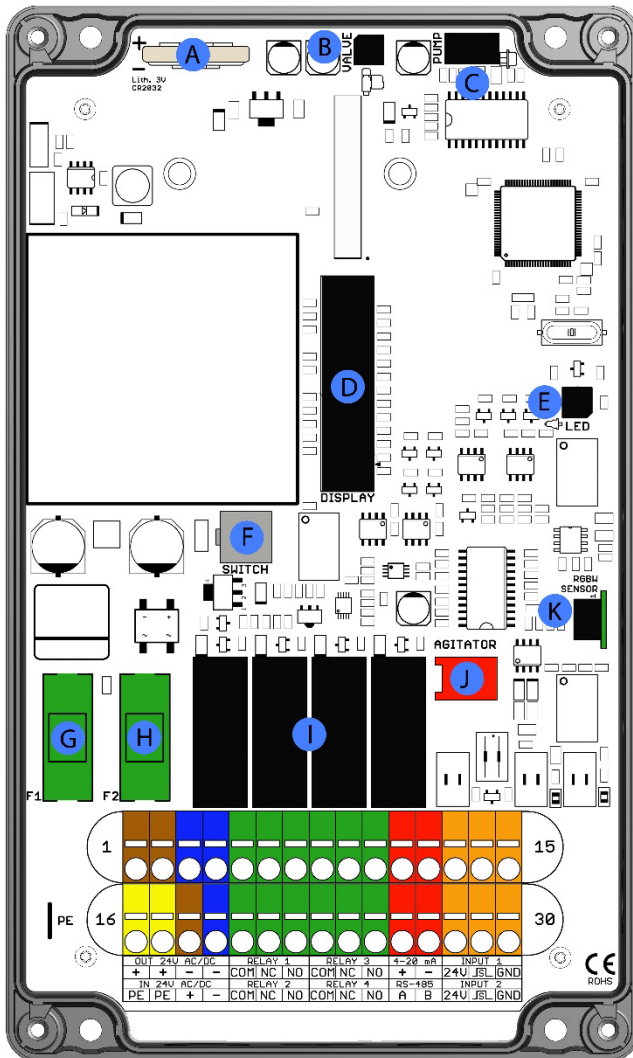 +
A
B
VALVE
PUMP
C
-
Lith. 3V
CR2032
D
E
LED
DISPLAY
F
SWITCH
RGBW
SENSOR
1
K
AGITATOR
J
G
H
I
F1
F2
1
15
PE
16
30
OUT 24V AC/DC RELAY 1 RELAY 3 4-20 mA INPUT 1
+ + - - COM NC NO COM NC NO + - 24V GND
IN 24V AC/DC RELAY 2 RELAY 4 RS-485 INPUT 2
PE PE + - COM NC NO COM NC NO A B 24V GND
CE
ROHS